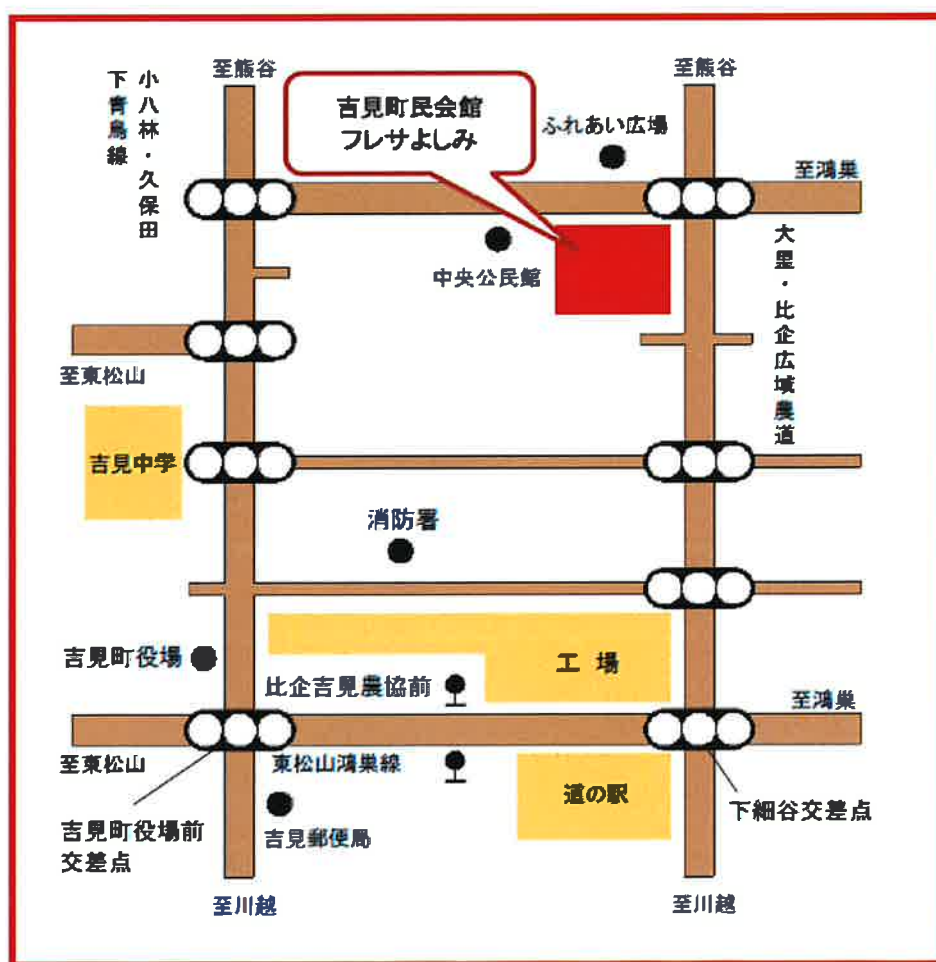 至熊谷
至熊谷
小八林・久保田
下青鳥線
吉見町民会館
フレサよしみ
ふれあい広場
至鴻巣
中央公民館
大里・比企広域農道
至東松山
吉見中学
消防署
吉見町役場
工場
比企吉見農協前
至鴻巣
至東松山
東松山鴻巣線
道の駅
下細谷交差点
吉見町役場前
交差点
吉見郵便局
至川越
至川越